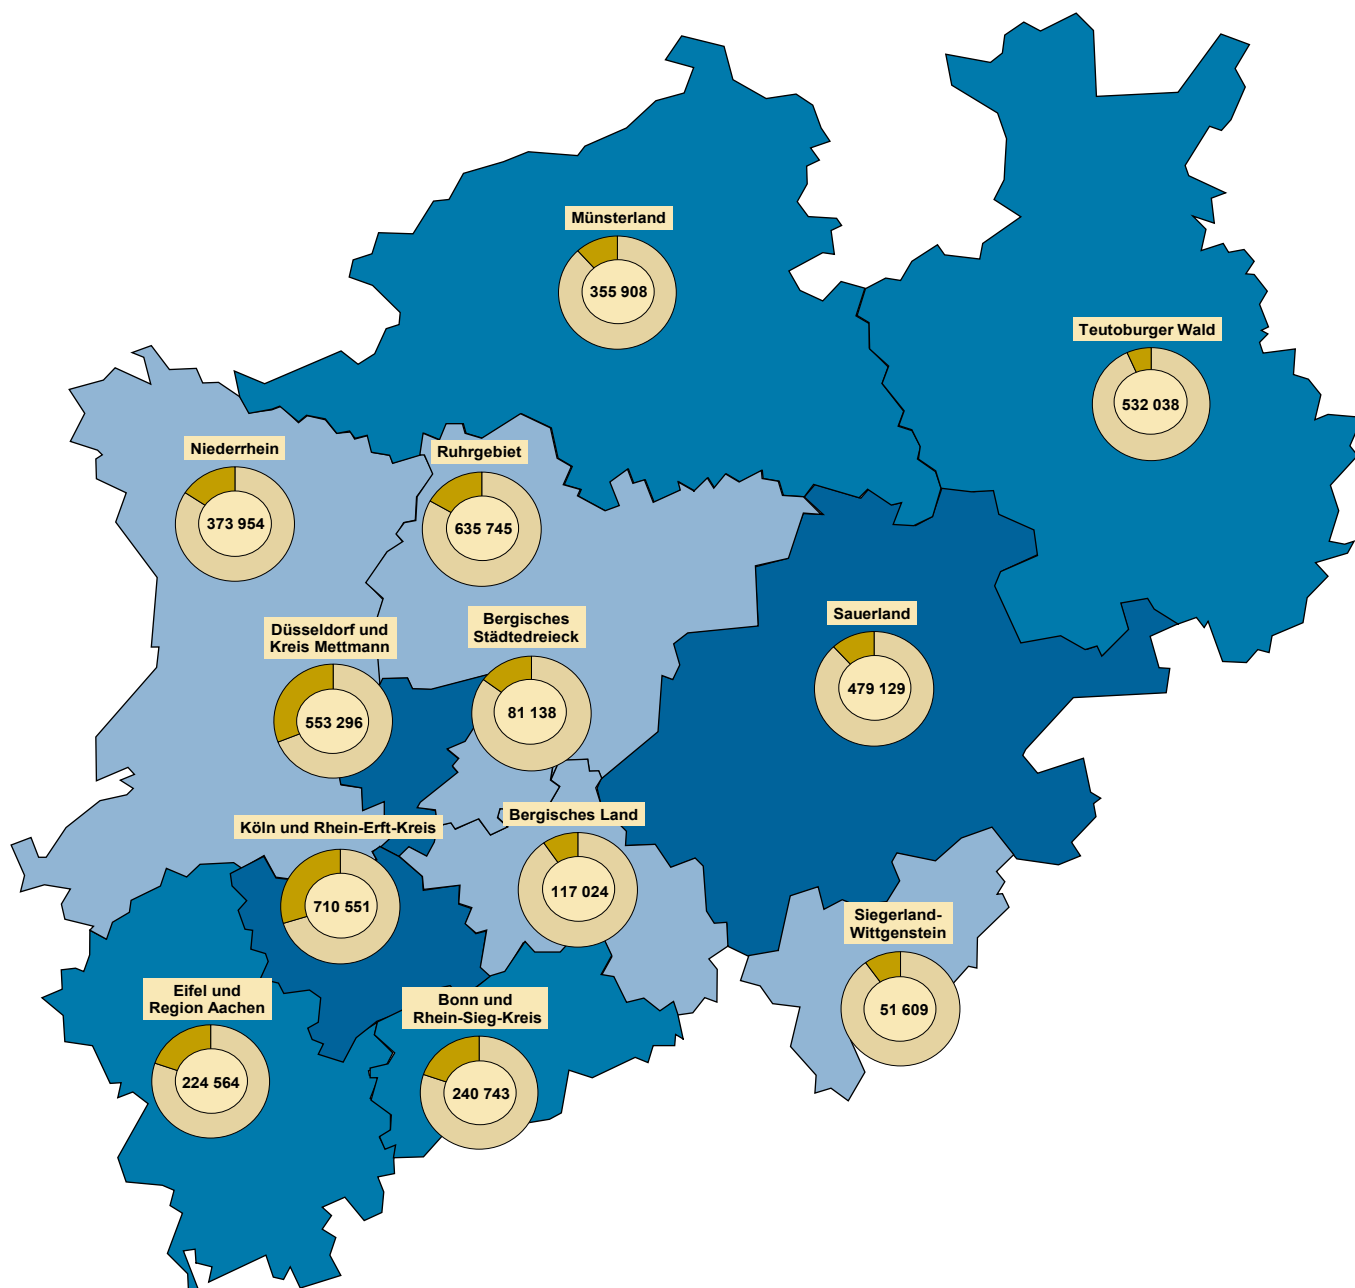 Münsterland
355 908
Teutoburger Wald
532 038
Niederrhein
373 954
Ruhrgebiet
635 745
Düsseldorf und
Kreis Mettmann
553 296
Bergisches
Städtedreieck
81 138
Sauerland
479 129
Köln und Rhein-Erft-Kreis
710 551
Bergisches Land
117 024
Siegerland-
Wittgenstein
51 609
Eifel und
Region Aachen
224 564
Bonn und
Rhein-Sieg-Kreis
240 743